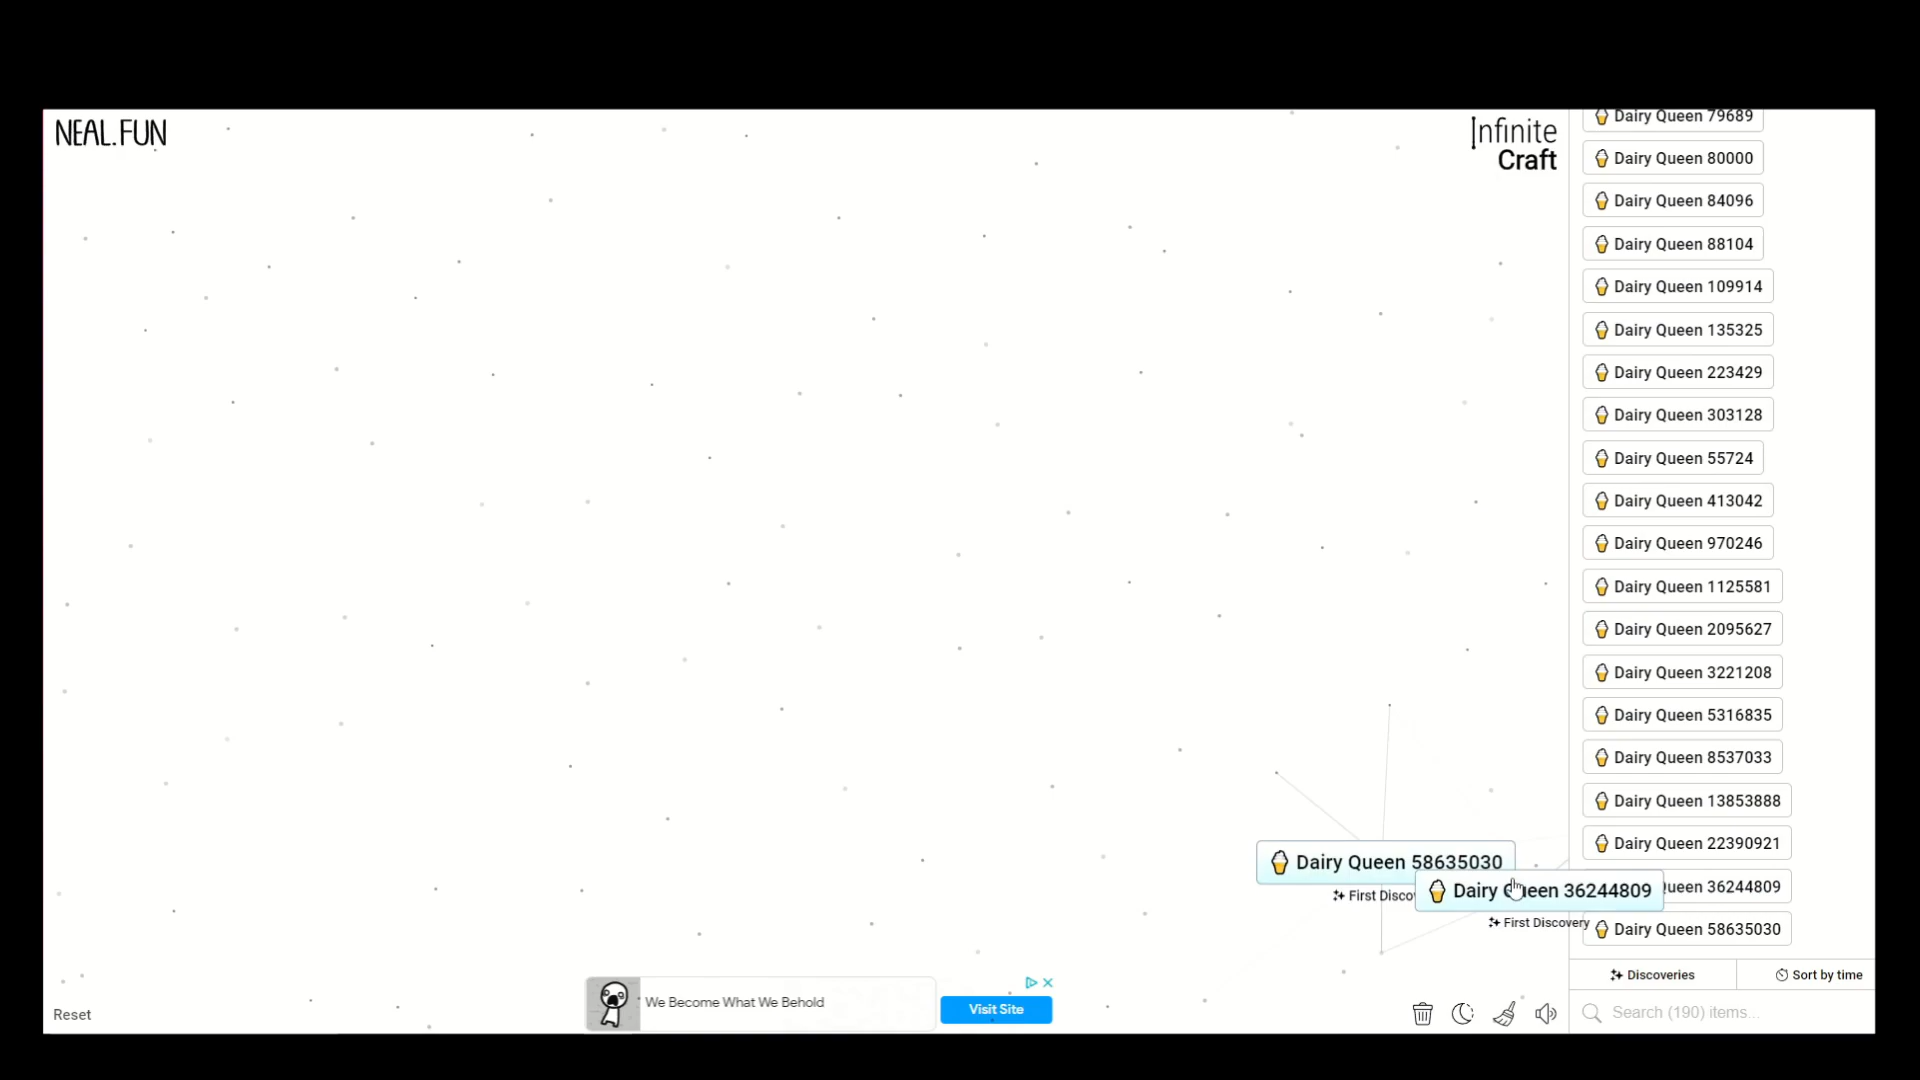 NEAL.FUN
Infinite
Craft
Dairy Queen 79689
Dairy Queen 80000
Dairy Queen 84096
Dairy Queen 88104
Dairy Queen 109914
Dairy Queen 135325
Dairy Queen 223429
Dairy Queen 303128
Dairy Queen 55724
Dairy Queen 413042
Dairy Queen 970246
Dairy Queen 1125581
Dairy Queen 2095627
Dairy Queen 3221208
Dairy Queen 5316835
Dairy Queen 8537033
Dairy Queen 13853888
Dairy Queen 22390921
Queen 36244809
Dairy Queen 58635030
Dairy Queen 58635030
First Disco
Dairy Queen 36244809
First Discovery
Discoveries
Sort by time
Search (190) items...
We Become What We Behold
Visit Site
Reset